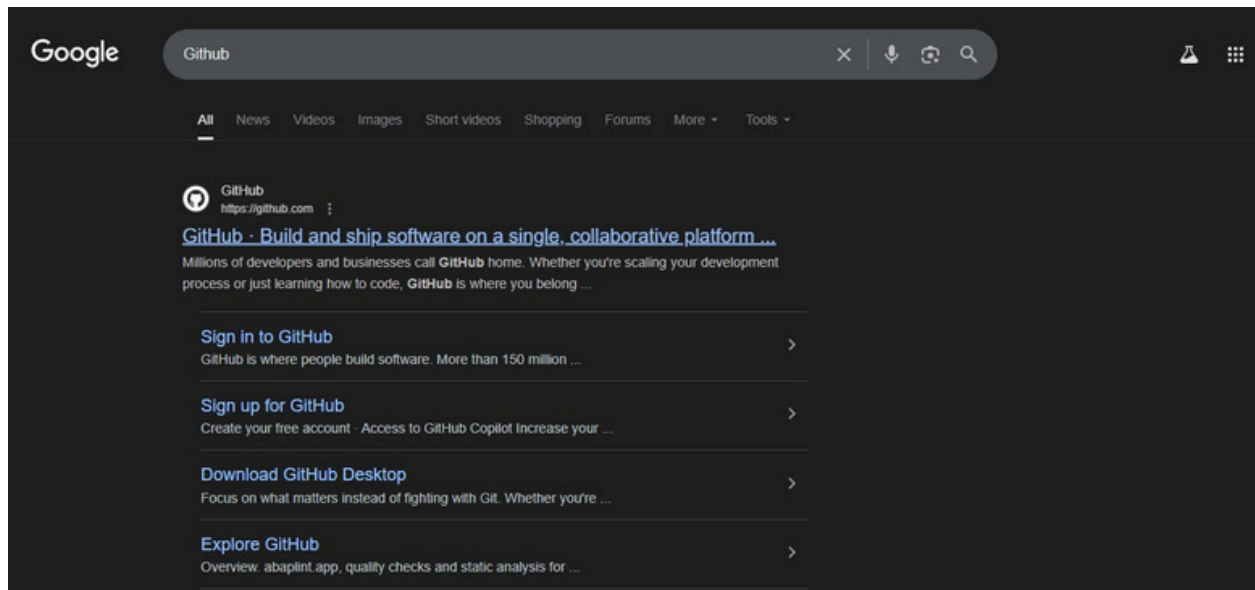 Google
Github
All News Videos Images Short videos Shopping Forums More Tools
GitHub
https://github.com
GitHub · Build and ship software on a single, collaborative platform ...
Millions of developers and businesses call GitHub home. Whether you're scaling your development
process or just learning how to code, GitHub is where you belong ...
Sign in to GitHub
GitHub is where people build software. More than 150 million ...
Sign up for GitHub
Create your free account · Access to GitHub Copilot Increase your ...
Download GitHub Desktop
Focus on what matters instead of fighting with Git. Whether you're ...
Explore GitHub
Overview. abaplint.app, quality checks and static analysis for ...